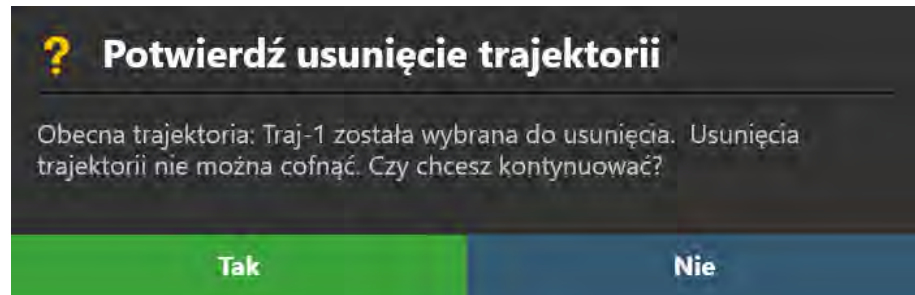 ? Potwierdź usunięcie trajektorii
Obecna trajektoria: Traj-1 została wybrana do usunięcia.  Usunięcia
trajektorii nie można cofnąć. Czy chcesz kontynuować?
Tak
Nie